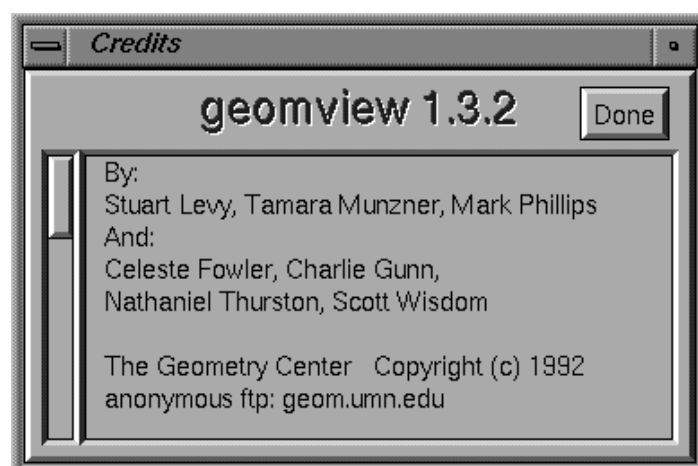 Credits
geomview 1.3.2
Done
By:
Stuart Levy, Tamara Munzner, Mark Phillips
And:
Celeste Fowler, Charlie Gunn,
Nathaniel Thurston, Scott Wisdom
The Geometry Center Copyright (c) 1992
anonymous ftp: geom.umn.edu